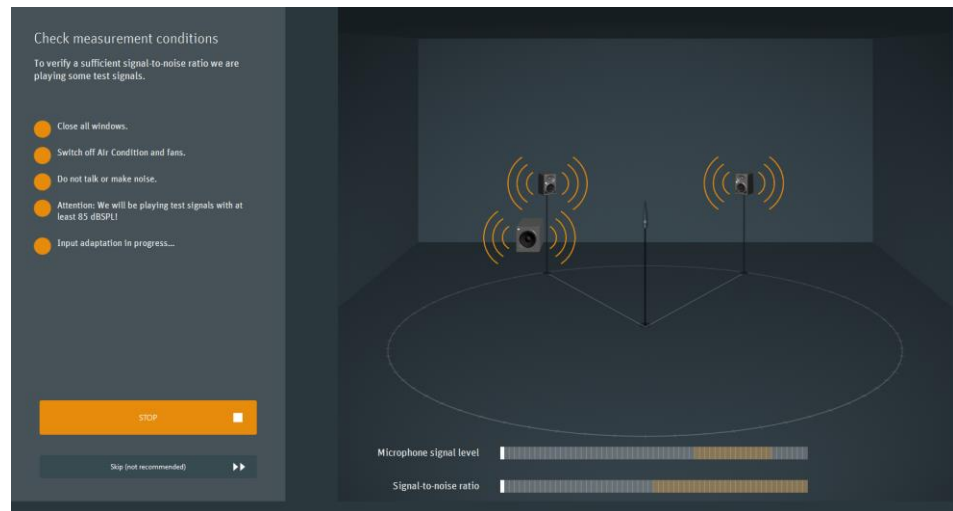 Check measurement conditions
To verify a sufficient signal-to-noise ratio we are
playing some test signals.
Close all windows.
Switch off Air Condition and fans.
Do not talk or make noise.
Attention: We will be playing test signals with at
least 85 dBSPL!
Input adaptation in progress...
STOP
Skip (not recommended)
Microphone signal level
Signal-to-noise ratio